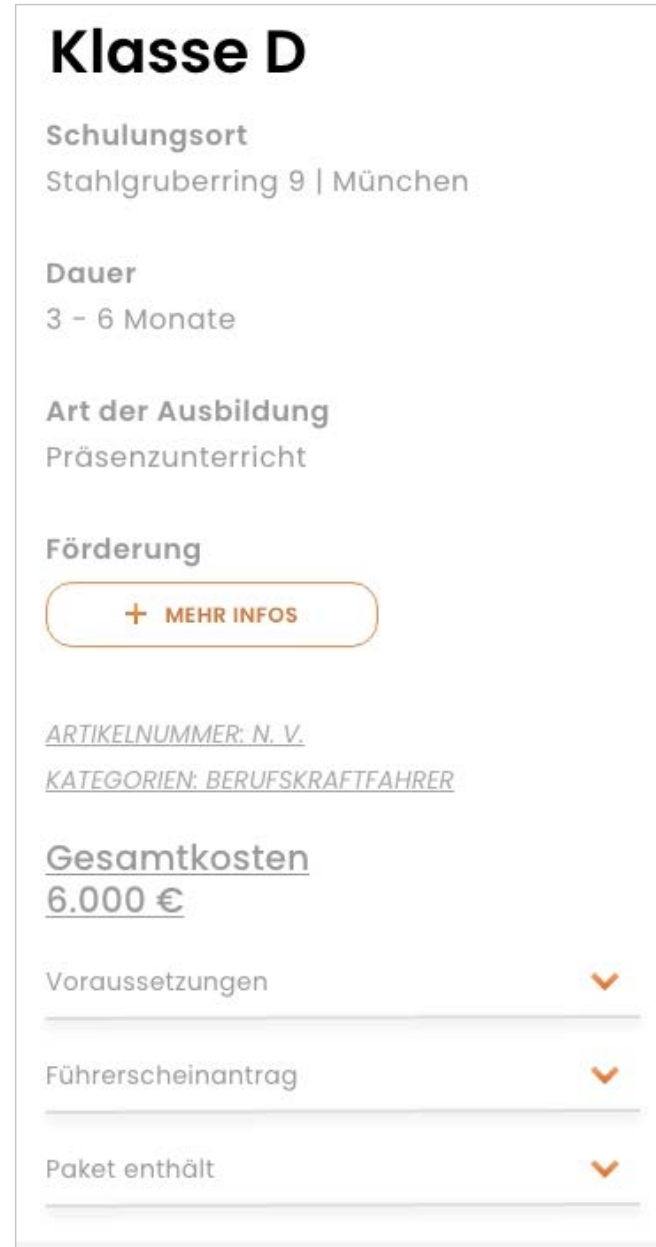 Klasse D
Schulungsort
Stahlgruberring 9 | München
Dauer
3 - 6 Monate
Art der Ausbildung
Präsenzunterricht
Förderung
+ MEHR INFOS
ARTIKELNUMMER: N. V.
KATEGORIEN: BERUFSKRAFTFAHRER
Gesamtkosten
6.000 €
Voraussetzungen
Führerscheinantrag
Paket enthält